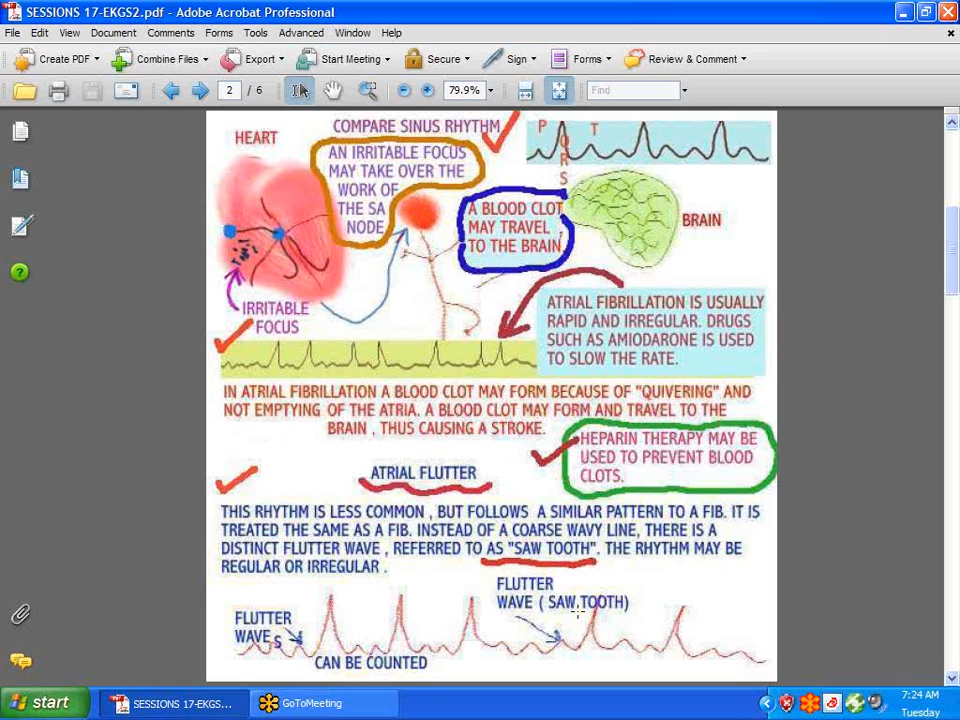 SESSIONS 17-EKGS2.pdf - Adobe Acrobat Professional
File Edit View Document Comments Forms Tools Advanced Window Help
Create PDF Combine Files Export Start Meeting Secure Sign Forms Review & Comment
2 / 6 79.9% Find
HEART
COMPARE SINUS RHYTHM
P QRS T
AN IRRITABLE FOCUS
MAY TAKE OVER THE
WORK OF
THE SA
NODE
A BLOOD CLOT
MAY TRAVEL
TO THE BRAIN
BRAIN
IRRITABLE
FOCUS
ATRIAL FIBRILLATION IS USUALLY
RAPID AND IRREGULAR. DRUGS
SUCH AS AMIODARONE IS USED
TO SLOW THE RATE.
IN ATRIAL FIBRILLATION A BLOOD CLOT MAY FORM BECAUSE OF "QUIVERING" AND
NOT EMPTYING OF THE ATRIA. A BLOOD CLOT MAY FORM AND TRAVEL TO THE
BRAIN , THUS CAUSING A STROKE.
HEPARIN THERAPY MAY BE
USED TO PREVENT BLOOD
CLOTS.
ATRIAL FLUTTER
THIS RHYTHM IS LESS COMMON , BUT FOLLOWS A SIMILAR PATTERN TO A FIB. IT IS
TREATED THE SAME AS A FIB. INSTEAD OF A COARSE WAVY LINE, THERE IS A
DISTINCT FLUTTER WAVE , REFERRED TO AS "SAW TOOTH". THE RHYTHM MAY BE
REGULAR OR IRREGULAR .
FLUTTER
WAVE ( SAW TOOTH)
FLUTTER
WAVE S
CAN BE COUNTED
start SESSIONS 17-EKGS... GoToMeeting 7:24 AM
Tuesday